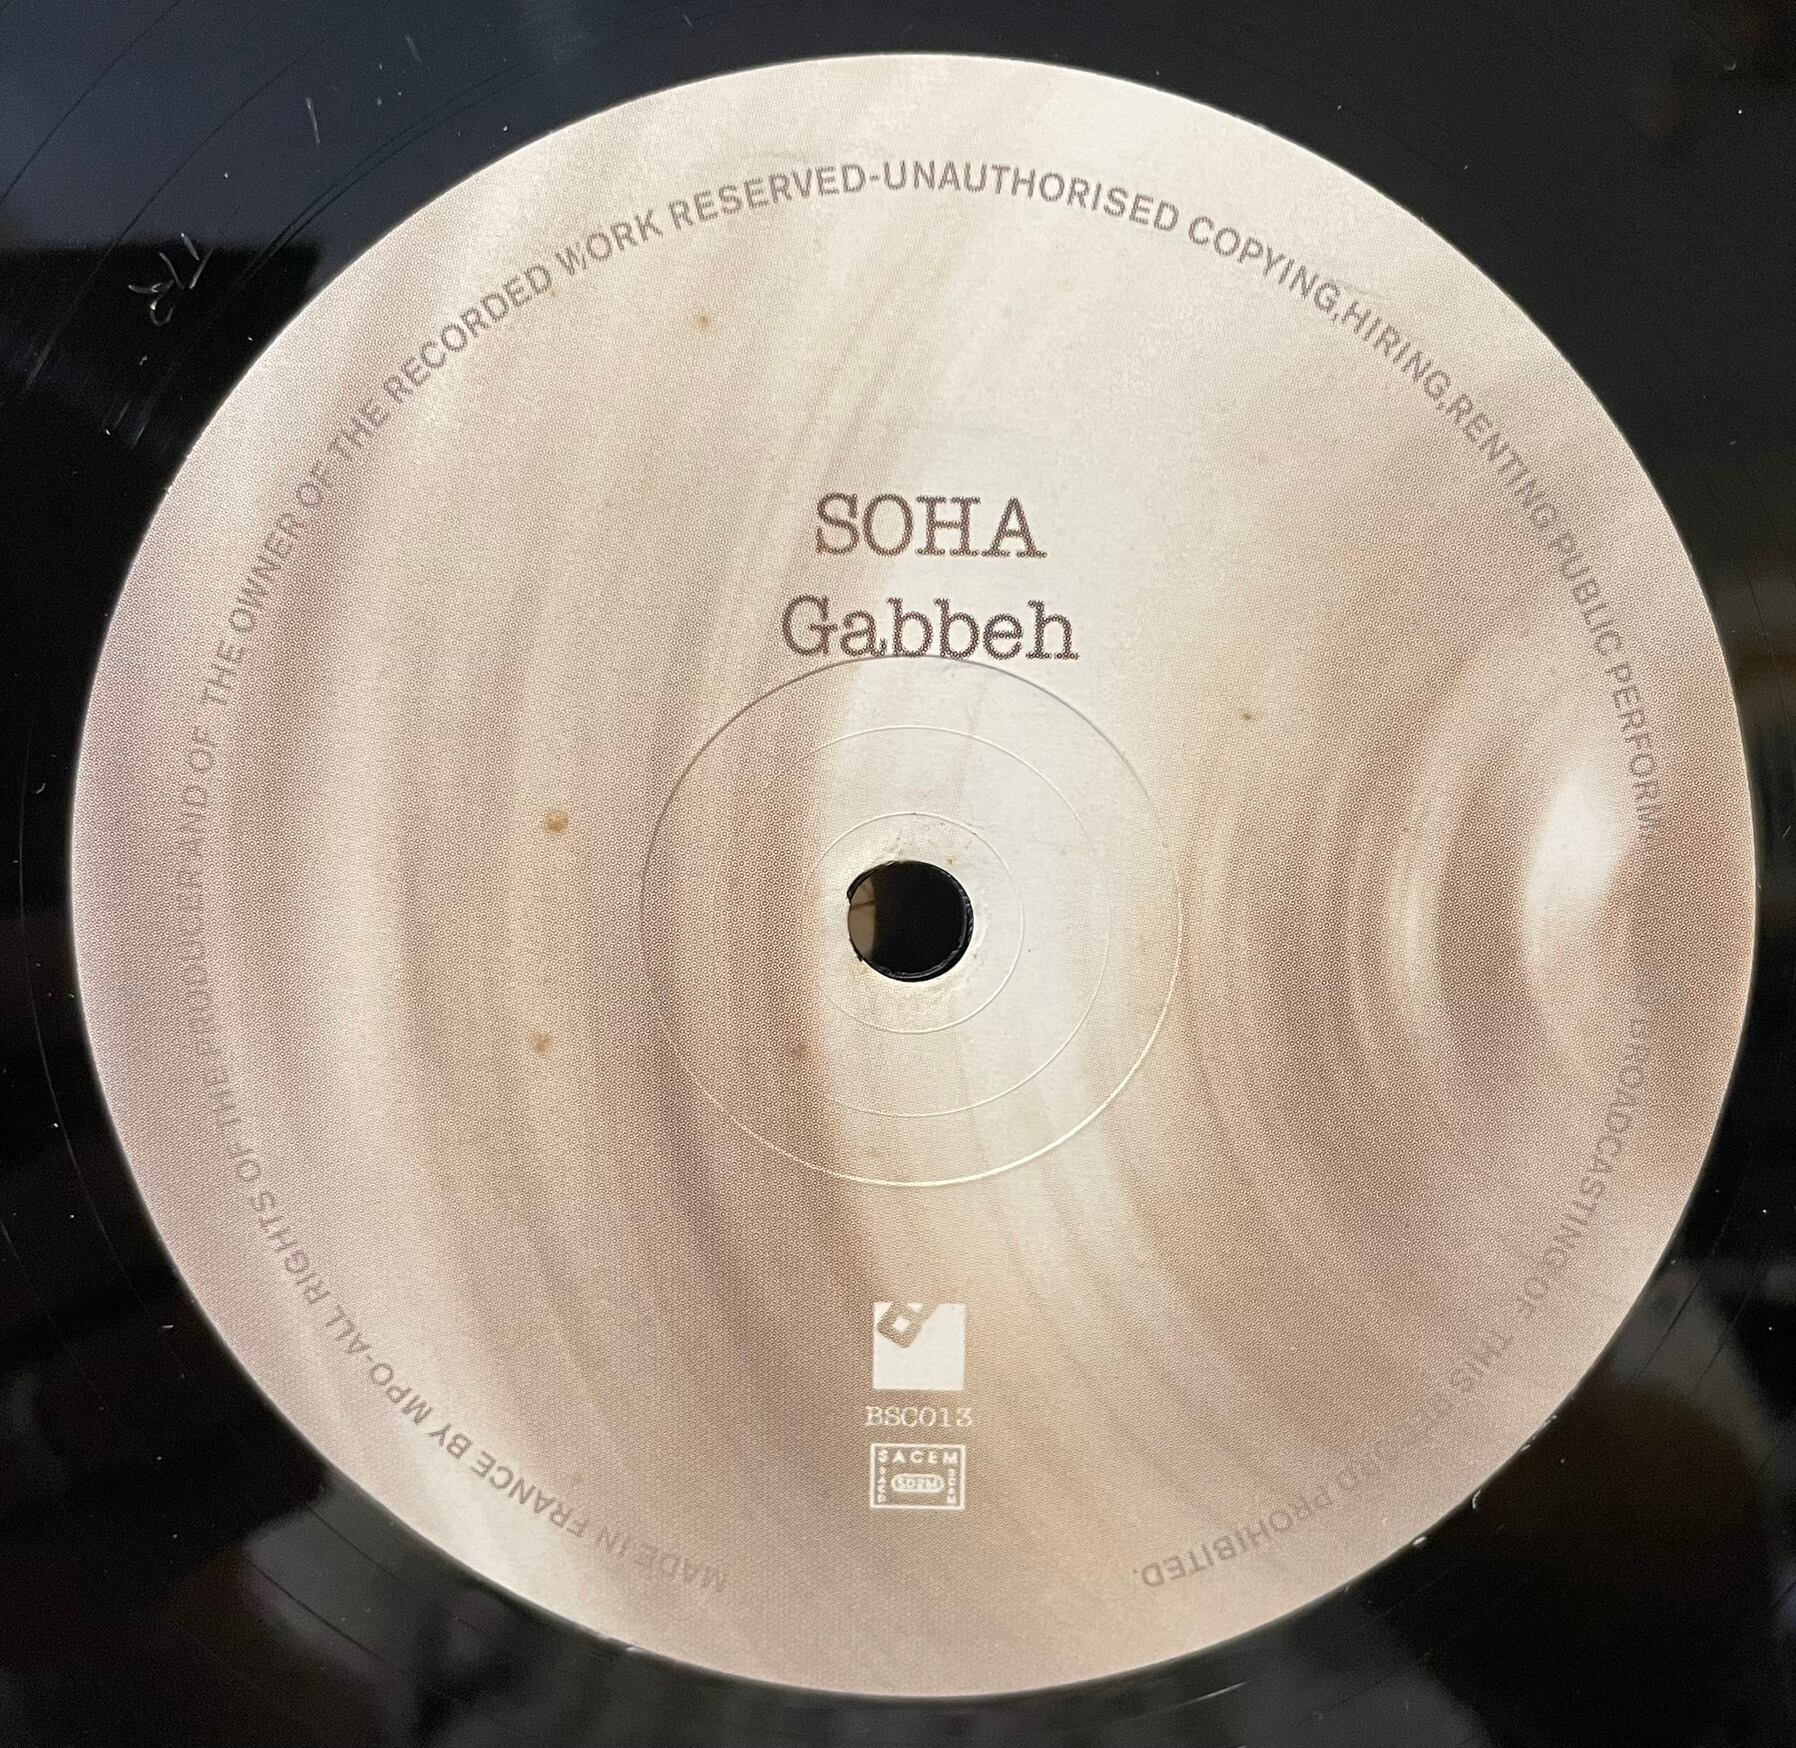 SOHA
Gabbeh
BSC013
SACEM
SDRM
MADE IN FRANCE BY MPO-ALL RIGHTS OF THE PRODUCER AND OF THE OWNER OF THE RECORDED WORK RESERVED-UNAUTHORISED COPYING,HIRING,RENTING, PUBLIC PERFORM BROADCASTING OF THIS PROHIBITED.